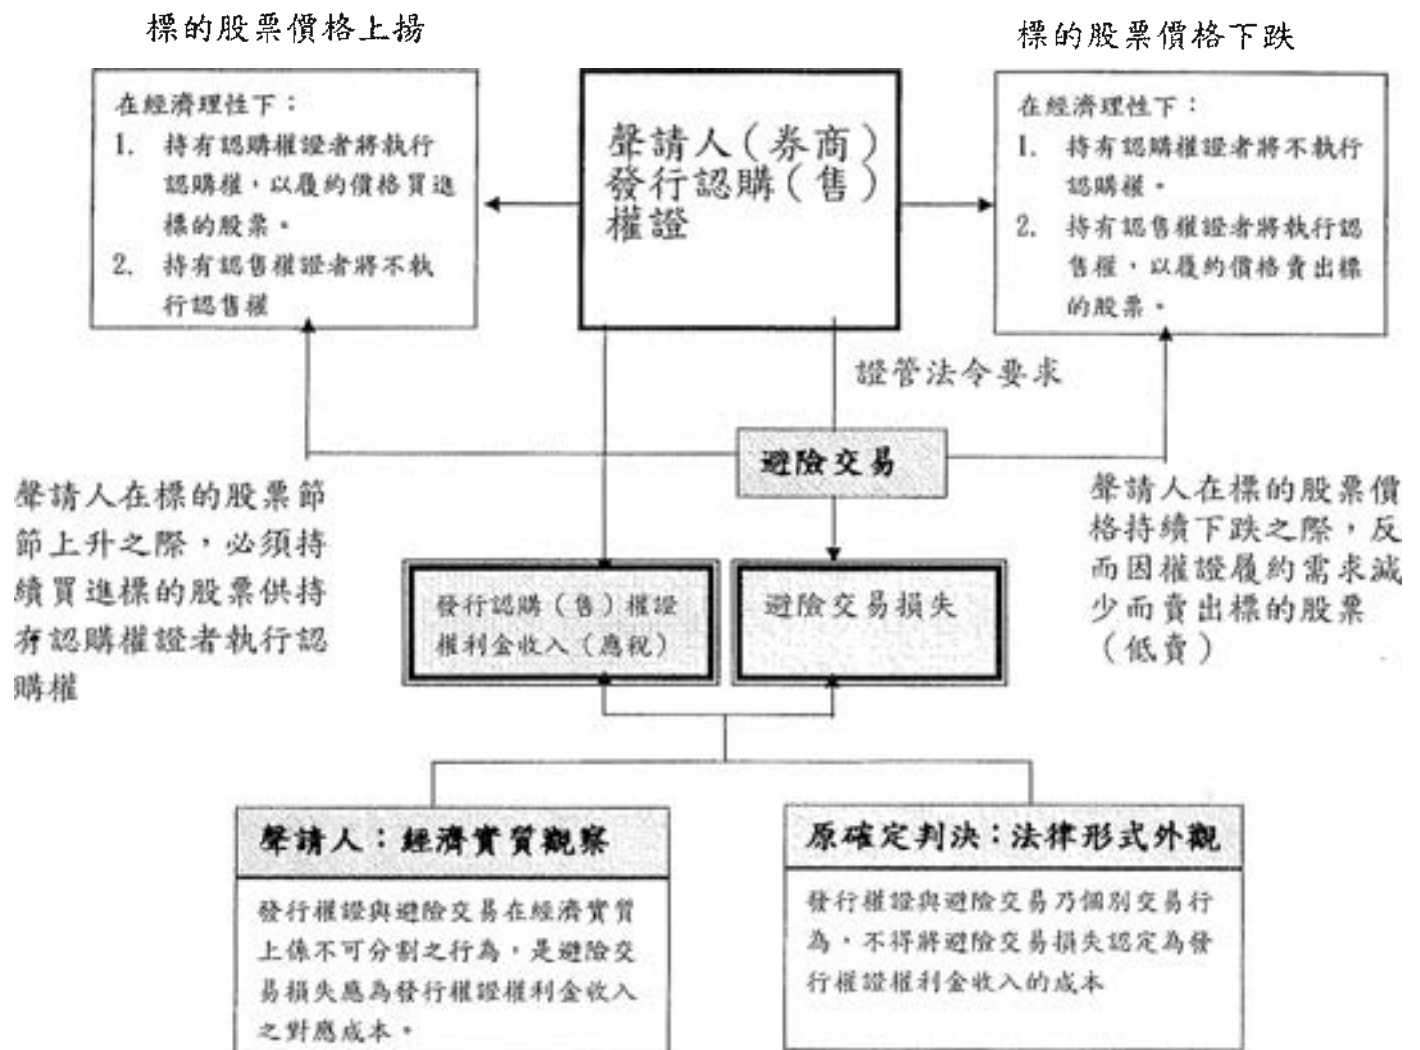 標的股票價格上揚
標的股票價格下跌
在經濟理性下：
1. 持有認購權證者將執行
認購權，以履約價格買進
標的股票。
2. 持有認售權證者將不執
行認售權
聲請人（券商）
發行認購（售）
權證
在經濟理性下：
1. 持有認購權證者將不執行
認購權。
2. 持有認售權證者將執行認
售權，以履約價格賣出標
的股票。
證管法令要求
避險交易
聲請人在標的股票節
節上升之際，必須持
續買進標的股票供持
有認購權證者執行認
購權
聲請人在標的股票價
格持續下跌之際，反
而因權證履約需求減
少而賣出標的股票
（低賣）
發行認購（售）權證
權利金收入（應稅）
避險交易損失
聲請人：經濟實質觀察
發行權證與避險交易在經濟實質
上係不可分割之行為，是避險交
易損失應為發行權證權利金收入
之對應成本。
原確定判決：法律形式外觀
發行權證與避險交易乃個別交易行
為，不得將避險交易損失認定為發
行權證權利金收入的成本